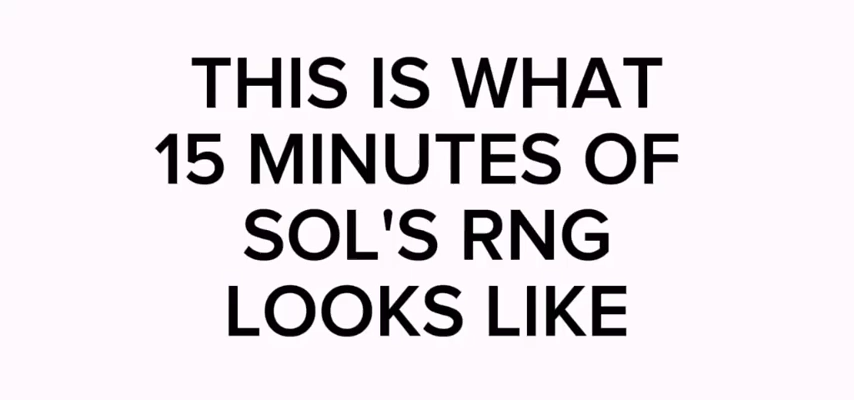 THIS IS WHAT
15 MINUTES OF
SOL'S RNG
LOOKS LIKE